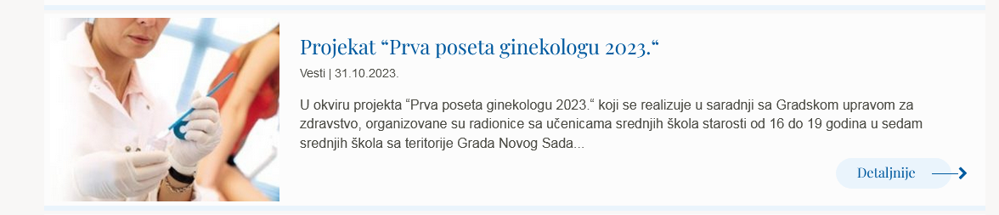 Projekat “Prva poseta ginekologu 2023.“
Vesti | 31.10.2023.
U okviru projekta “Prva poseta ginekologu 2023.“ koji se realizuje u saradnji sa Gradskom upravom za
zdravstvo, organizovane su radionice sa učenicama srednjih škola starosti od 16 do 19 godina u sedam
srednjih škola sa teritorije Grada Novog Sada...
Detaljnije